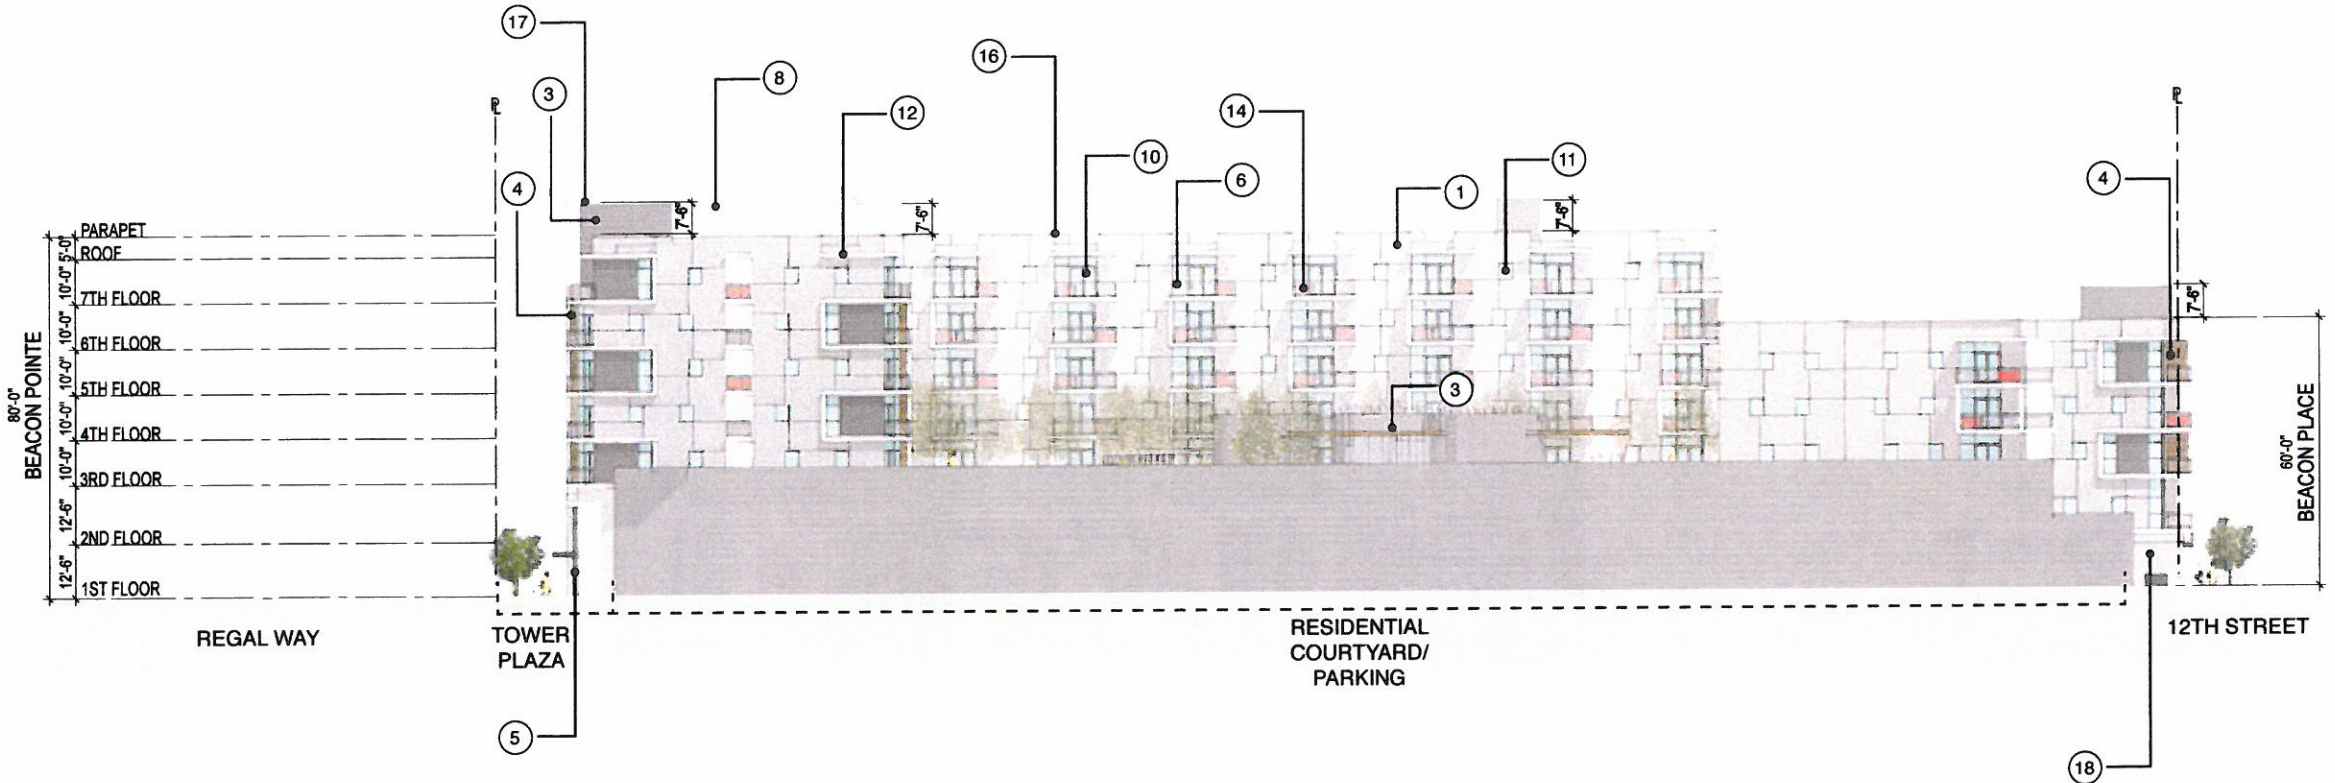 17
16
8
3
12
14
10
11
6
1
4
4
PL
PL
7'-6"
7'-6"
7'-6"
7'-6"
PARAPET
ROOF
7TH FLOOR
6TH FLOOR
5TH FLOOR
4TH FLOOR
3RD FLOOR
2ND FLOOR
1ST FLOOR
5'-0"
10'-0"
10'-0"
10'-0"
10'-0"
10'-0"
12'-6"
12'-6"
80'-0"
BEACON POINTE
3
60'-0"
BEACON PLACE
REGAL WAY
TOWER
PLAZA
RESIDENTIAL
COURTYARD/
PARKING
12TH STREET
5
18